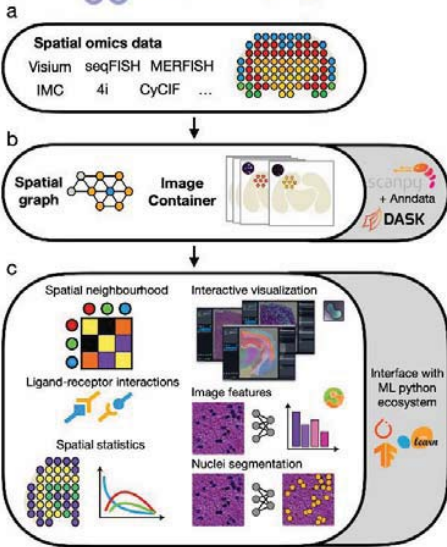 a
Spatial omics data
Visium seqFISH MERFISH
IMC 4i CyCIF ...
b
Spatial
graph
Image
Container
scanpy
+ Anndata
DASK
c
Spatial neighbourhood
Interactive visualization
Ligand-receptor interactions
Image features
Spatial statistics
Nuclei segmentation
Interface with
ML python
ecosystem
learn